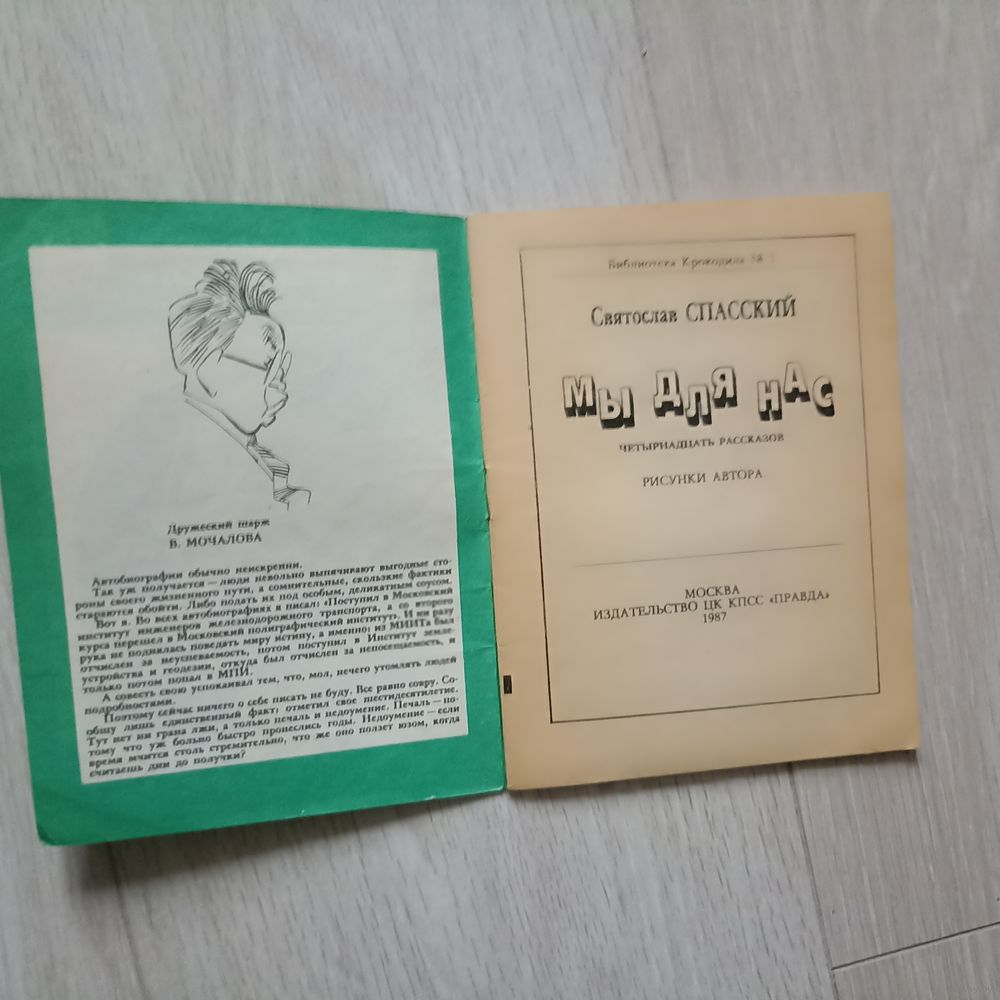 Дружеский шарж
В. МОЧАЛОВА
Автобиографии обычно неискренни.
Так уж получается — люди невольно выпячивают выгодные сто-
роны своего жизненного пути, а сомнительные, скользкие фактики
стараются обойти. Либо подать их под особым, деликатным соусом.
Вот я. Во всех автобиографиях я писал: «Поступил в Московский
институт инженеров железнодорожного транспорта, а со второго
курса перешел в Московский полиграфический институт». И ни разу
рука не поднялась поведать миру истину, а именно: из МИИТа был
отчислен за неуспеваемость, потом поступил в Институт земле-
устройства и геодезии, откуда был отчислен за непосещаемость, и
только потом попал в МПИ.
А совесть свою успокаивал тем, что, мол, нечего утомлять людей
подробностями.
Поэтому сейчас ничего о себе писать не буду. Все равно совру. Со-
общу лишь единственный факт: отметил свое шестидесятилетие.
Тут нет ни грана лжи, а только печаль и недоумение. Печаль — по-
тому что уж больно быстро пронеслись годы. Недоумение — если
время мчится столь стремительно, что же оно ползет юзом, когда
считаешь дни до получки?
Библиотека Крокодила №
Святослав СПАССКИЙ
МЫ ДЛЯ НАС
ЧЕТЫРНАДЦАТЬ РАССКАЗОВ
РИСУНКИ АВТОРА
МОСКВА
ИЗДАТЕЛЬСТВО ЦК КПСС «ПРАВДА»
1987